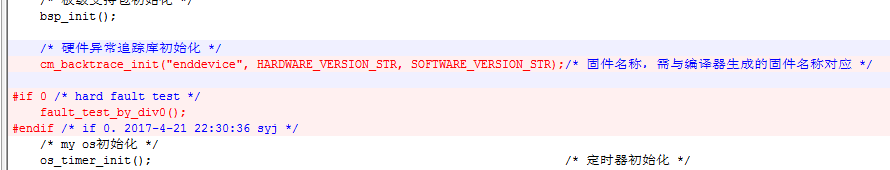 /* 板级支持包初始化 */
bsp_init();
/* 硬件异常追踪库初始化 */
cm_backtrace_init("enddevice", HARDWARE_VERSION_STR, SOFTWARE_VERSION_STR);/* 固件名称，需与编译器生成的固件名称对应 */
#if 0 /* hard fault test */
fault_test_by_div0();
#endif /* if 0. 2017-4-21 22:30:36 syj */
/* my os初始化 */
os_timer_init(); /* 定时器初始化 */